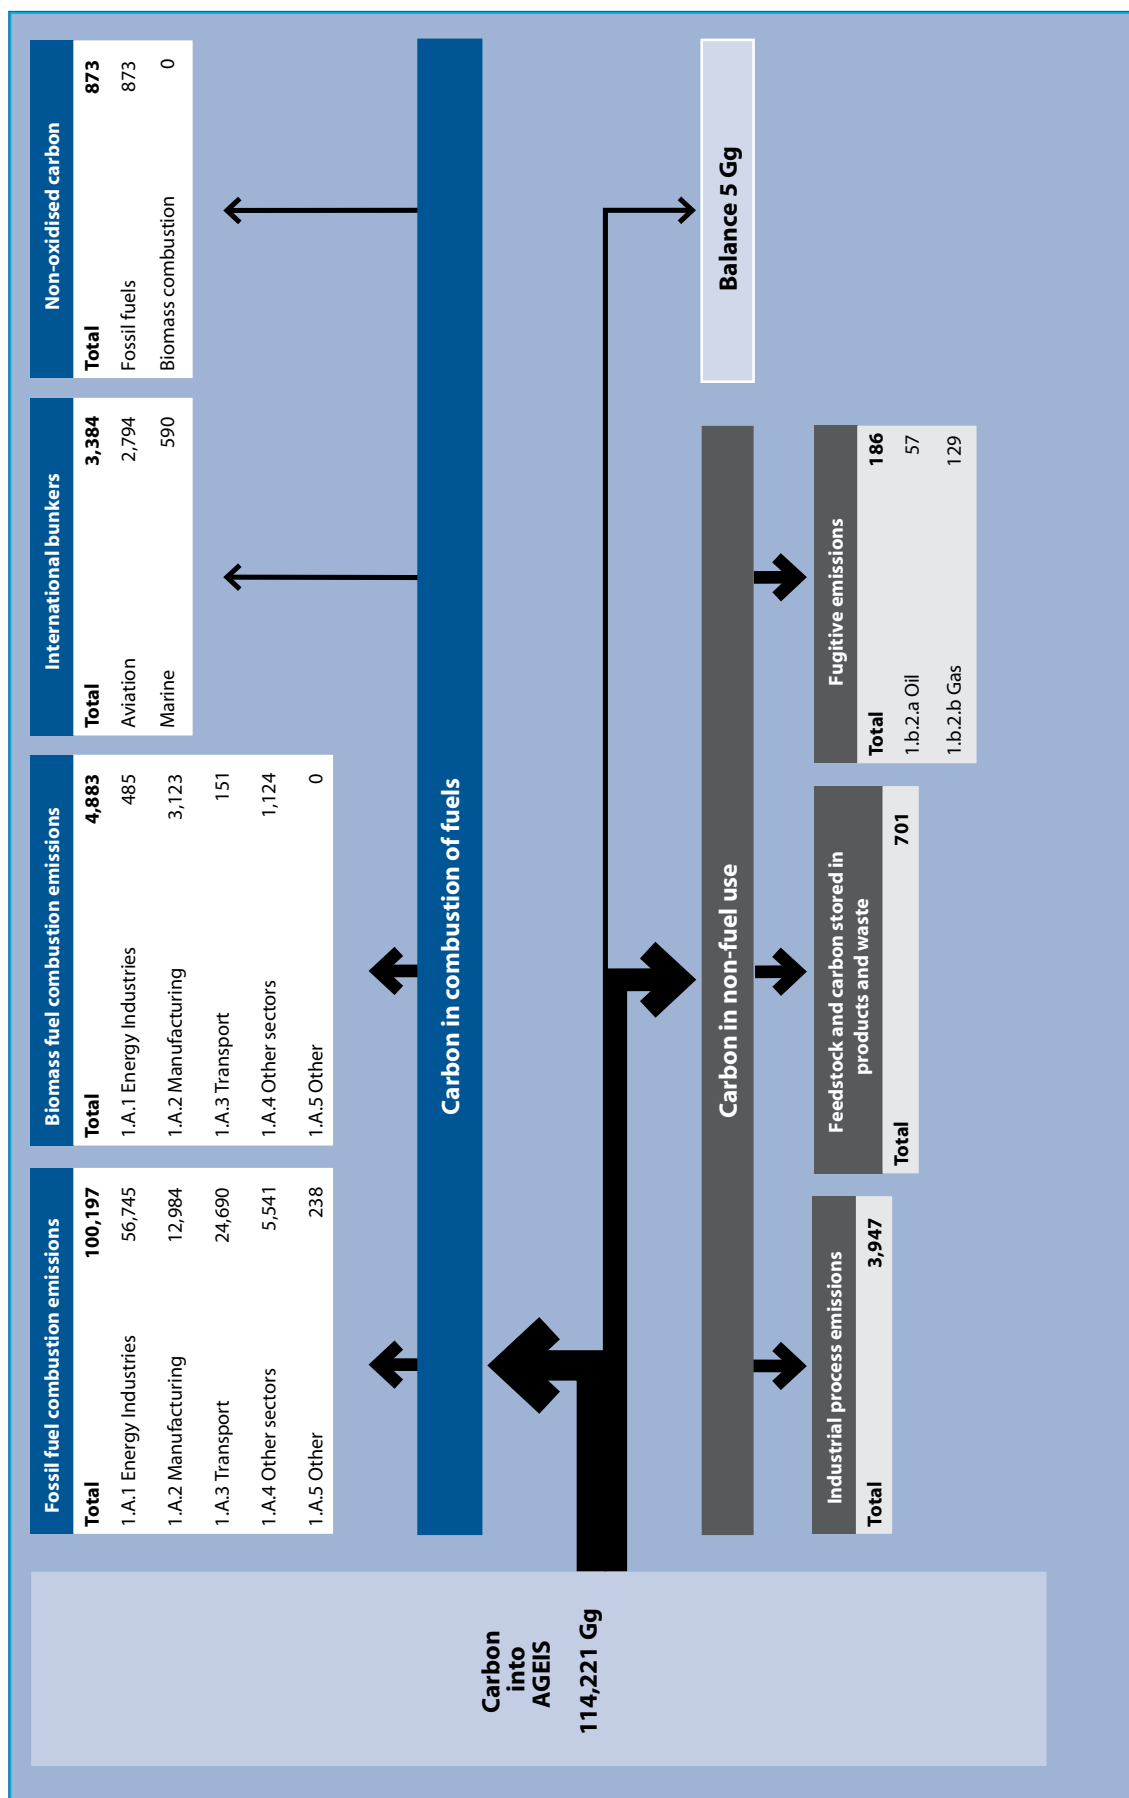 Carbon
into
AGEIS
114,221 Gg
Fossil fuel combustion emissions
Total 100,197
1.A.1 Energy Industries 56,745
1.A.2 Manufacturing 12,984
1.A.3 Transport 24,690
1.A.4 Other sectors 5,541
1.A.5 Other 238
Biomass fuel combustion emissions
Total 4,883
1.A.1 Energy Industries 485
1.A.2 Manufacturing 3,123
1.A.3 Transport 151
1.A.4 Other sectors 1,124
1.A.5 Other 0
International bunkers
Total 3,384
Aviation 2,794
Marine 590
Non-oxidised carbon
Total 873
Fossil fuels 873
Biomass combustion 0
Carbon in combustion of fuels
Carbon in non-fuel use
Balance 5 Gg
Industrial process emissions
Total 3,947
Feedstock and carbon stored in
products and waste
Total 701
Fugitive emissions
Total 186
1.b.2.a Oil 57
1.b.2.b Gas 129